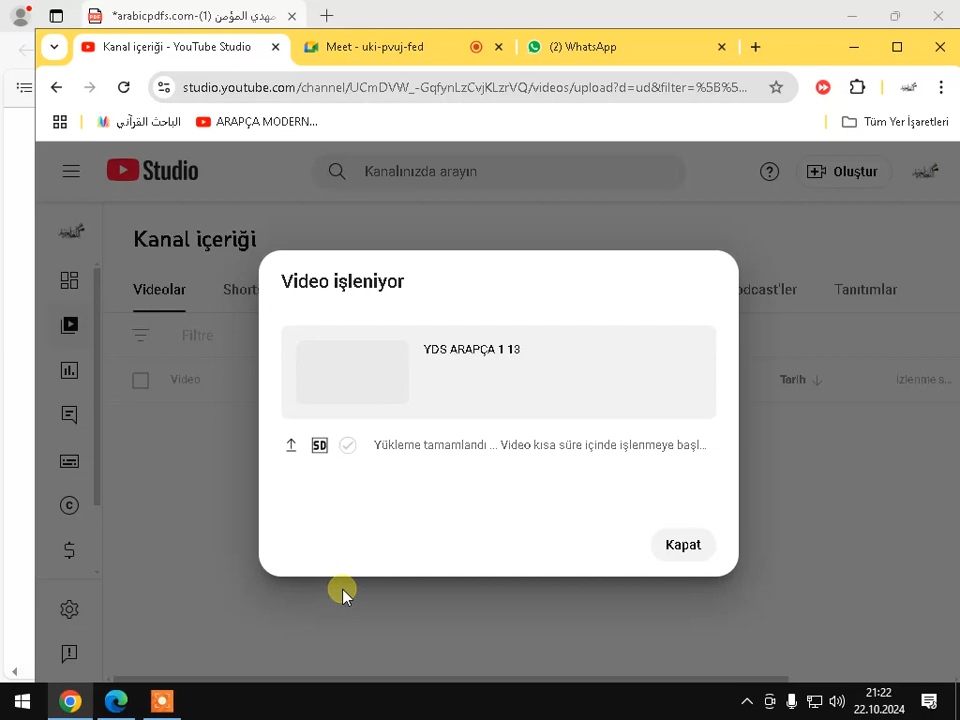 *arabicpdfs.com-(1) مهدي المؤمن
Kanal içeriği - YouTube Studio
Meet - uki-pvuj-fed
(2) WhatsApp
studio.youtube.com/channel/UCmDVW_-GqfynLzCvjKLzrVQ/videos/upload?d=ud&filter=%5B%5...
الباحث القرآني
ARAPÇA MODERN...
Tüm Yer İşaretleri
Studio
Kanalınızda arayın
Oluştur
Kanal içeriği
Videolar
Shorts
odcast'ler
Tanıtımlar
Filtre
Video
Tarih
İzlenme s...
Video işleniyor
YDS ARAPÇA 1 13
SD
Yükleme tamamlandı ... Video kısa süre içinde işlenmeye başl...
Kapat
21:22
22.10.2024